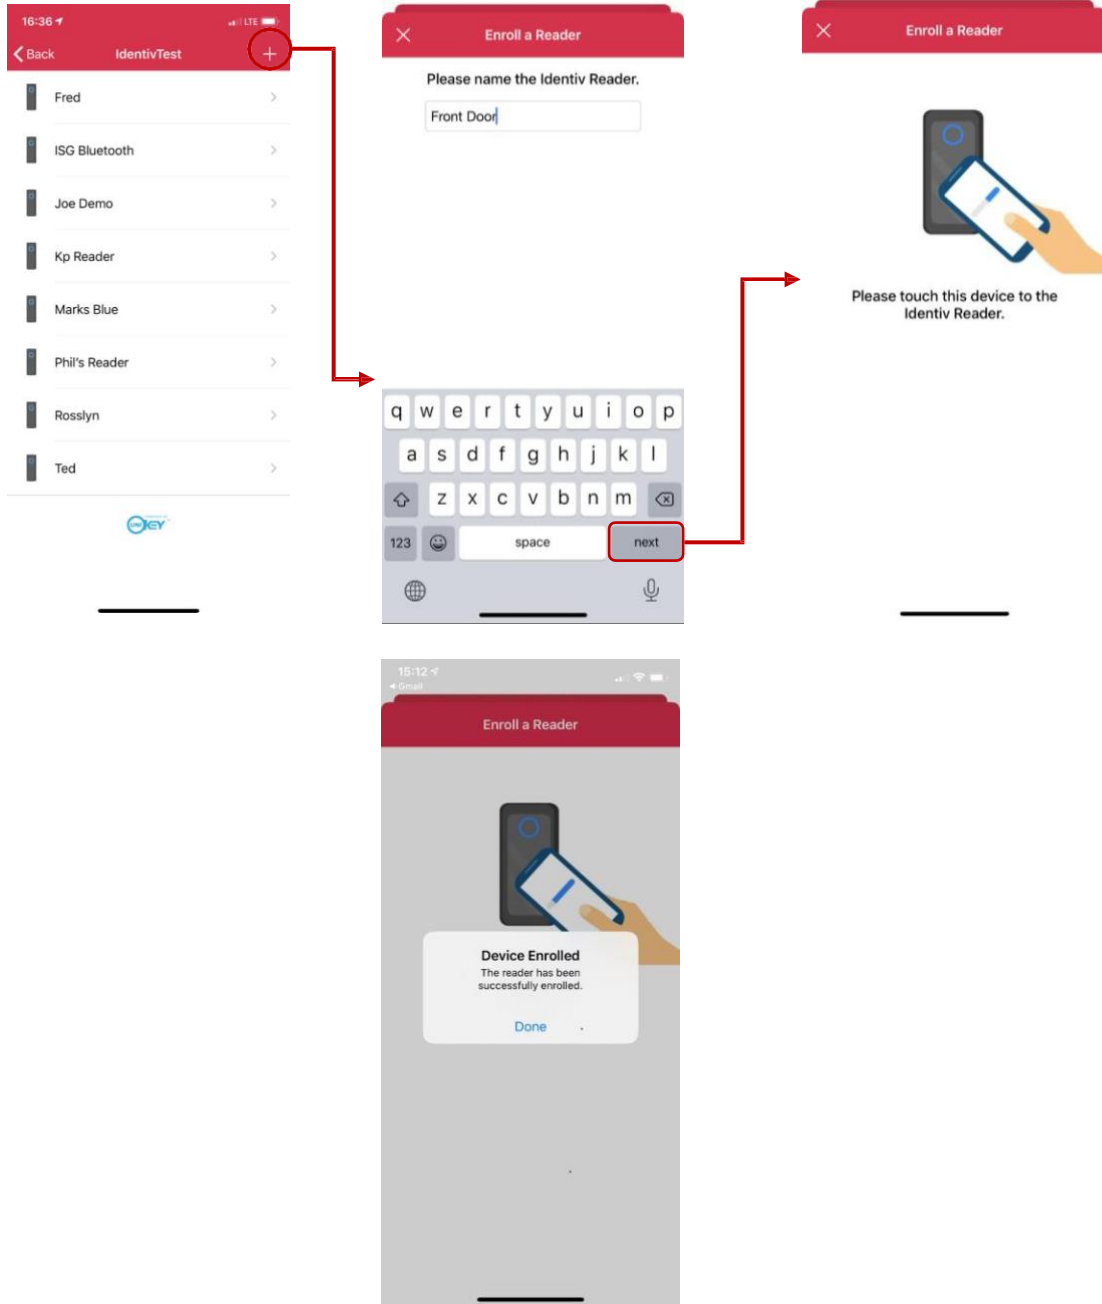 16:36
LTE
Back
IdentivTest
+
Fred
ISG Bluetooth
Joe Demo
Kp Reader
Marks Blue
Phil's Reader
Rosslyn
Ted
UNIKEY
Enroll a Reader
Please name the Identiv Reader.
Front Door
q w e r t y u i o p
a s d f g h j k l
z x c v b n m
123 space next
Enroll a Reader
Please touch this device to the
Identiv Reader.
15:12
Gmail
Enroll a Reader
Device Enrolled
The reader has been
successfully enrolled.
Done